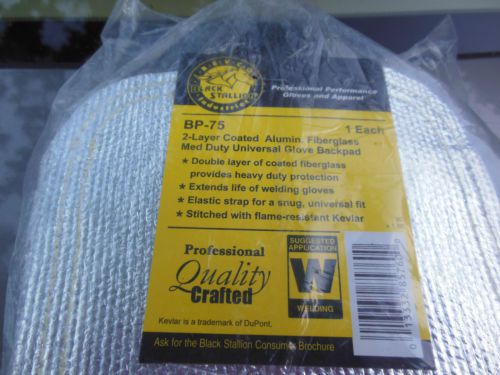 REVCO
BLACK STALLION
Industries
Professional Performance
Gloves and Apparel
BP-75
1 Each
2-Layer Coated Alumin. Fiberglass
Med Duty Universal Glove Backpad
★ Double layer of coated fiberglass
provides heavy duty protection
★ Extends life of welding gloves
★ Elastic strap for a snug, universal fit
★ Stitched with flame-resistant Kevlar
Professional
Quality
Crafted
SUGGESTED
APPLICATION
W
WELDING
Kevlar is a trademark of DuPont.
Ask for the Black Stallion Consumer Brochure